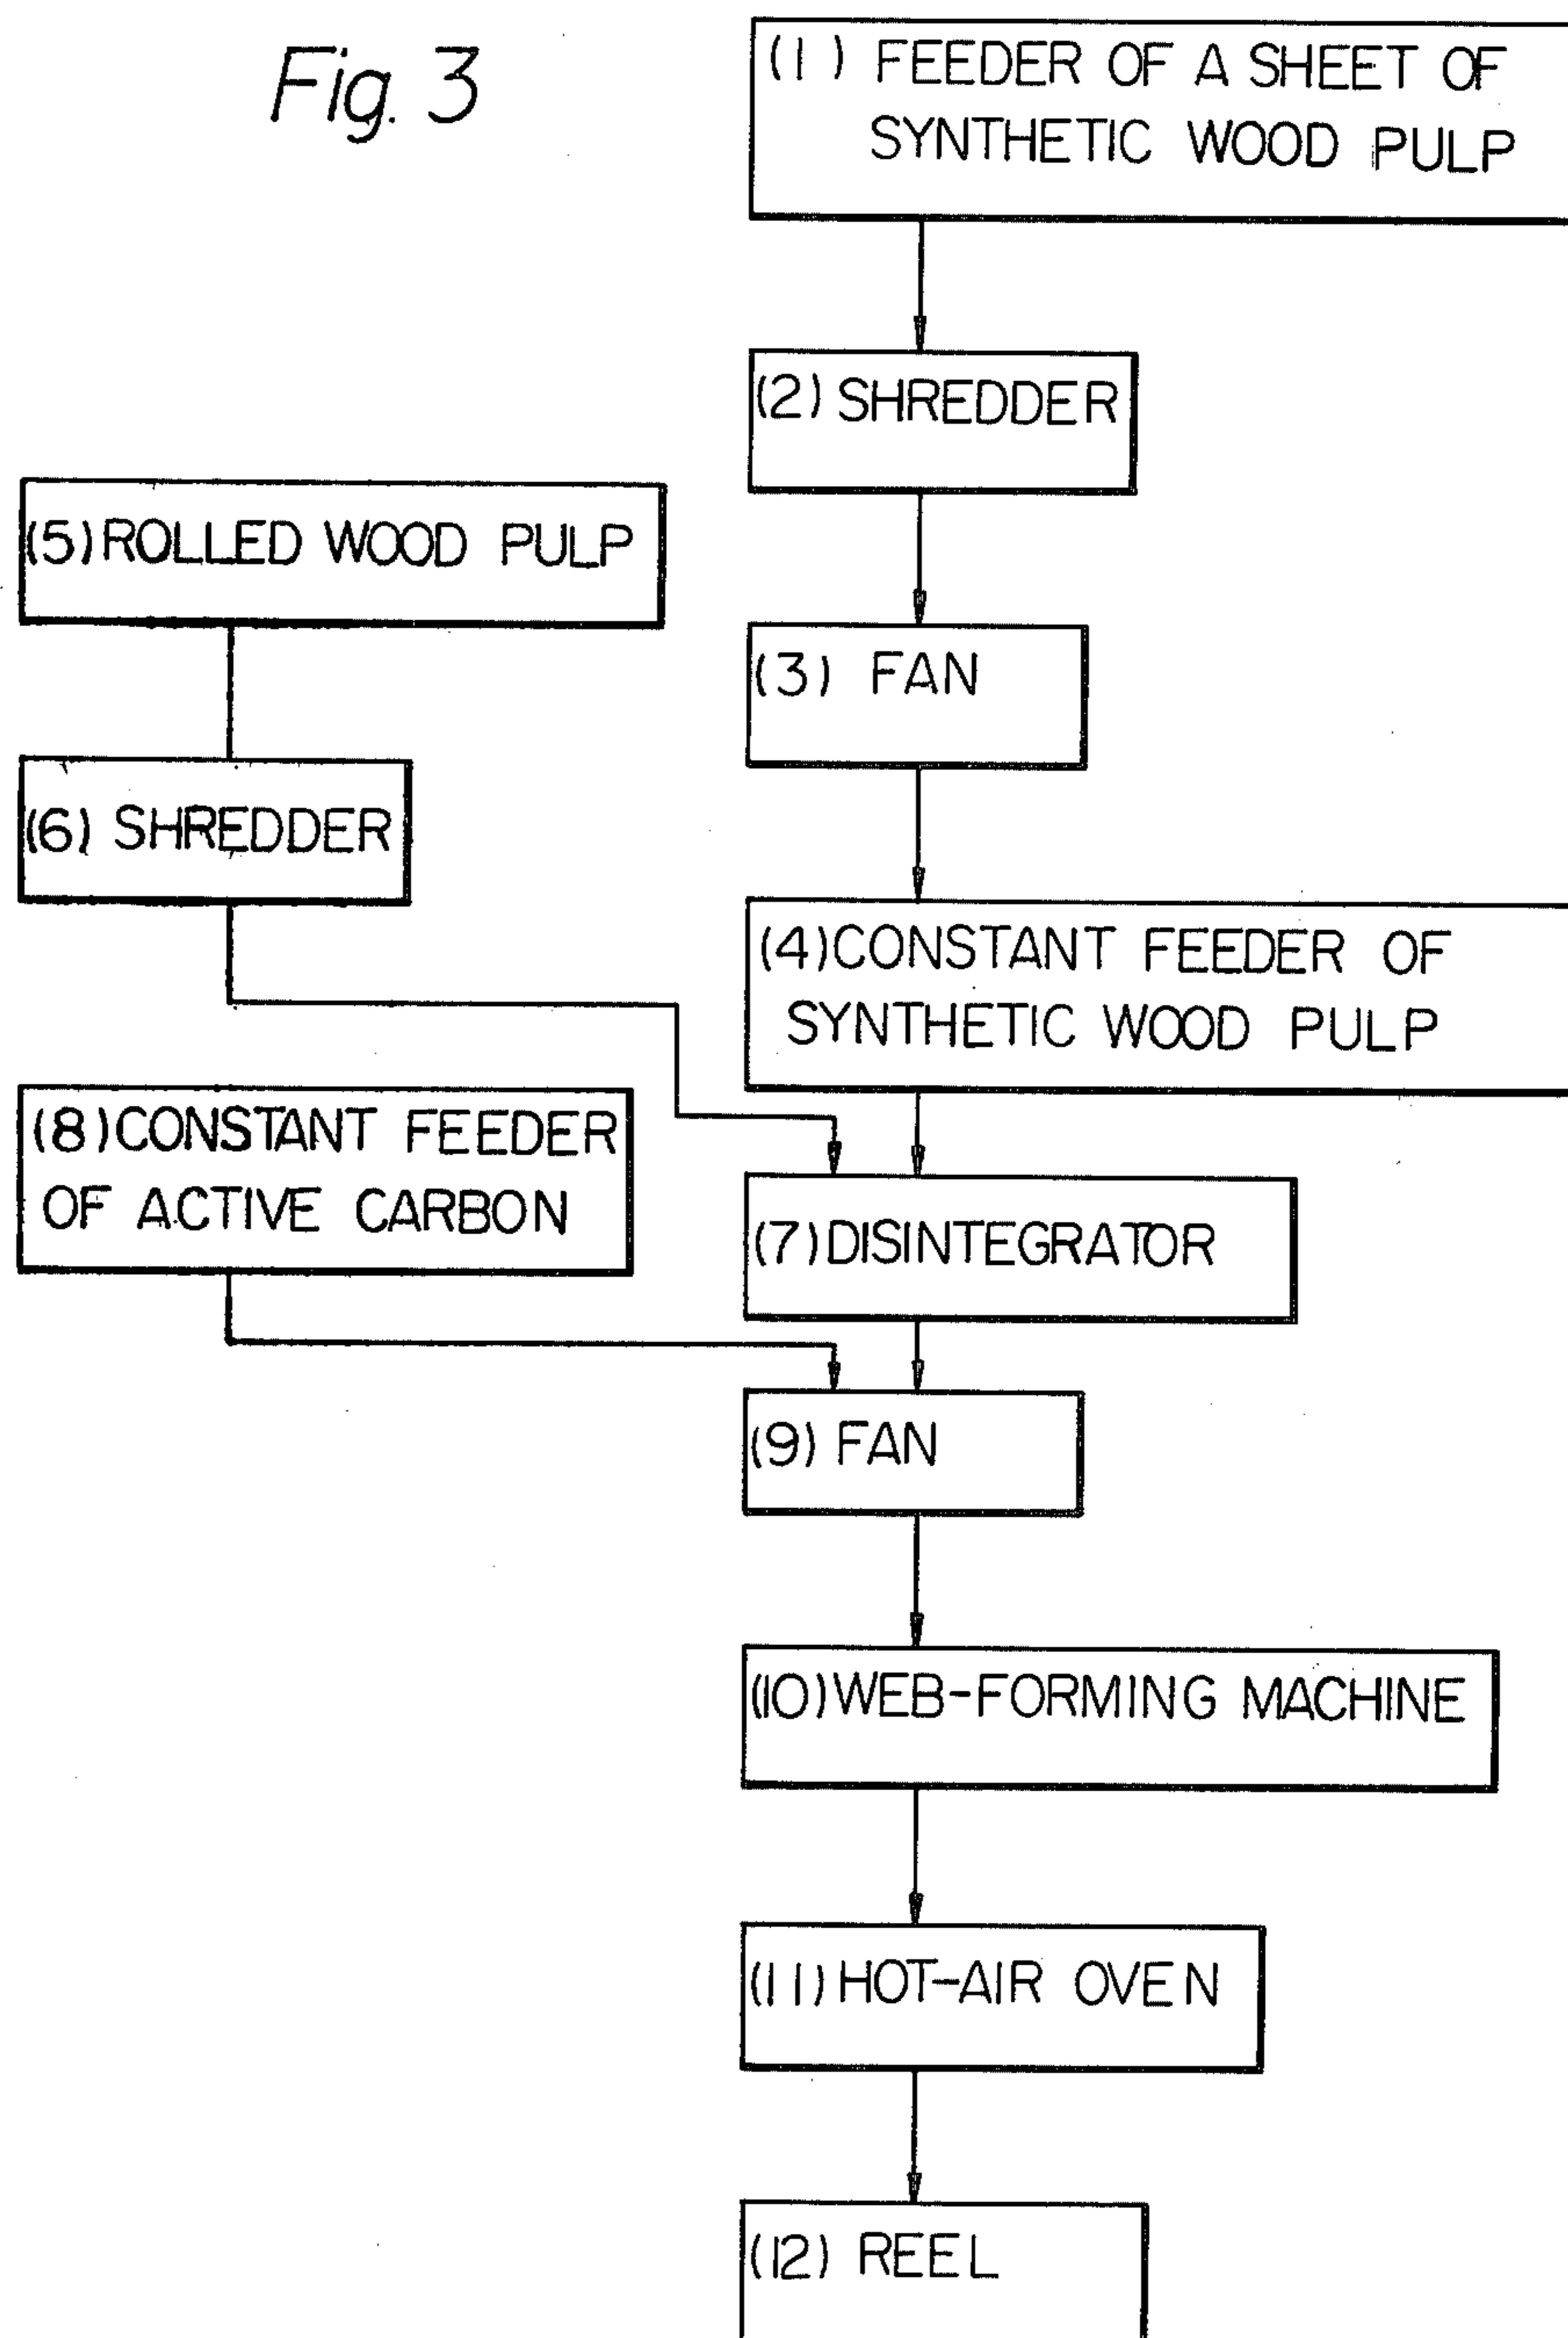 Fig. 3
(1) FEEDER OF A SHEET OF
SYNTHETIC WOOD PULP
(2) SHREDDER
(3) FAN
(4) CONSTANT FEEDER OF
SYNTHETIC WOOD PULP
(5) ROLLED WOOD PULP
(6) SHREDDER
(7) DISINTEGRATOR
(8) CONSTANT FEEDER
OF ACTIVE CARBON
(9) FAN
(10) WEB-FORMING MACHINE
(11) HOT-AIR OVEN
(12) REEL